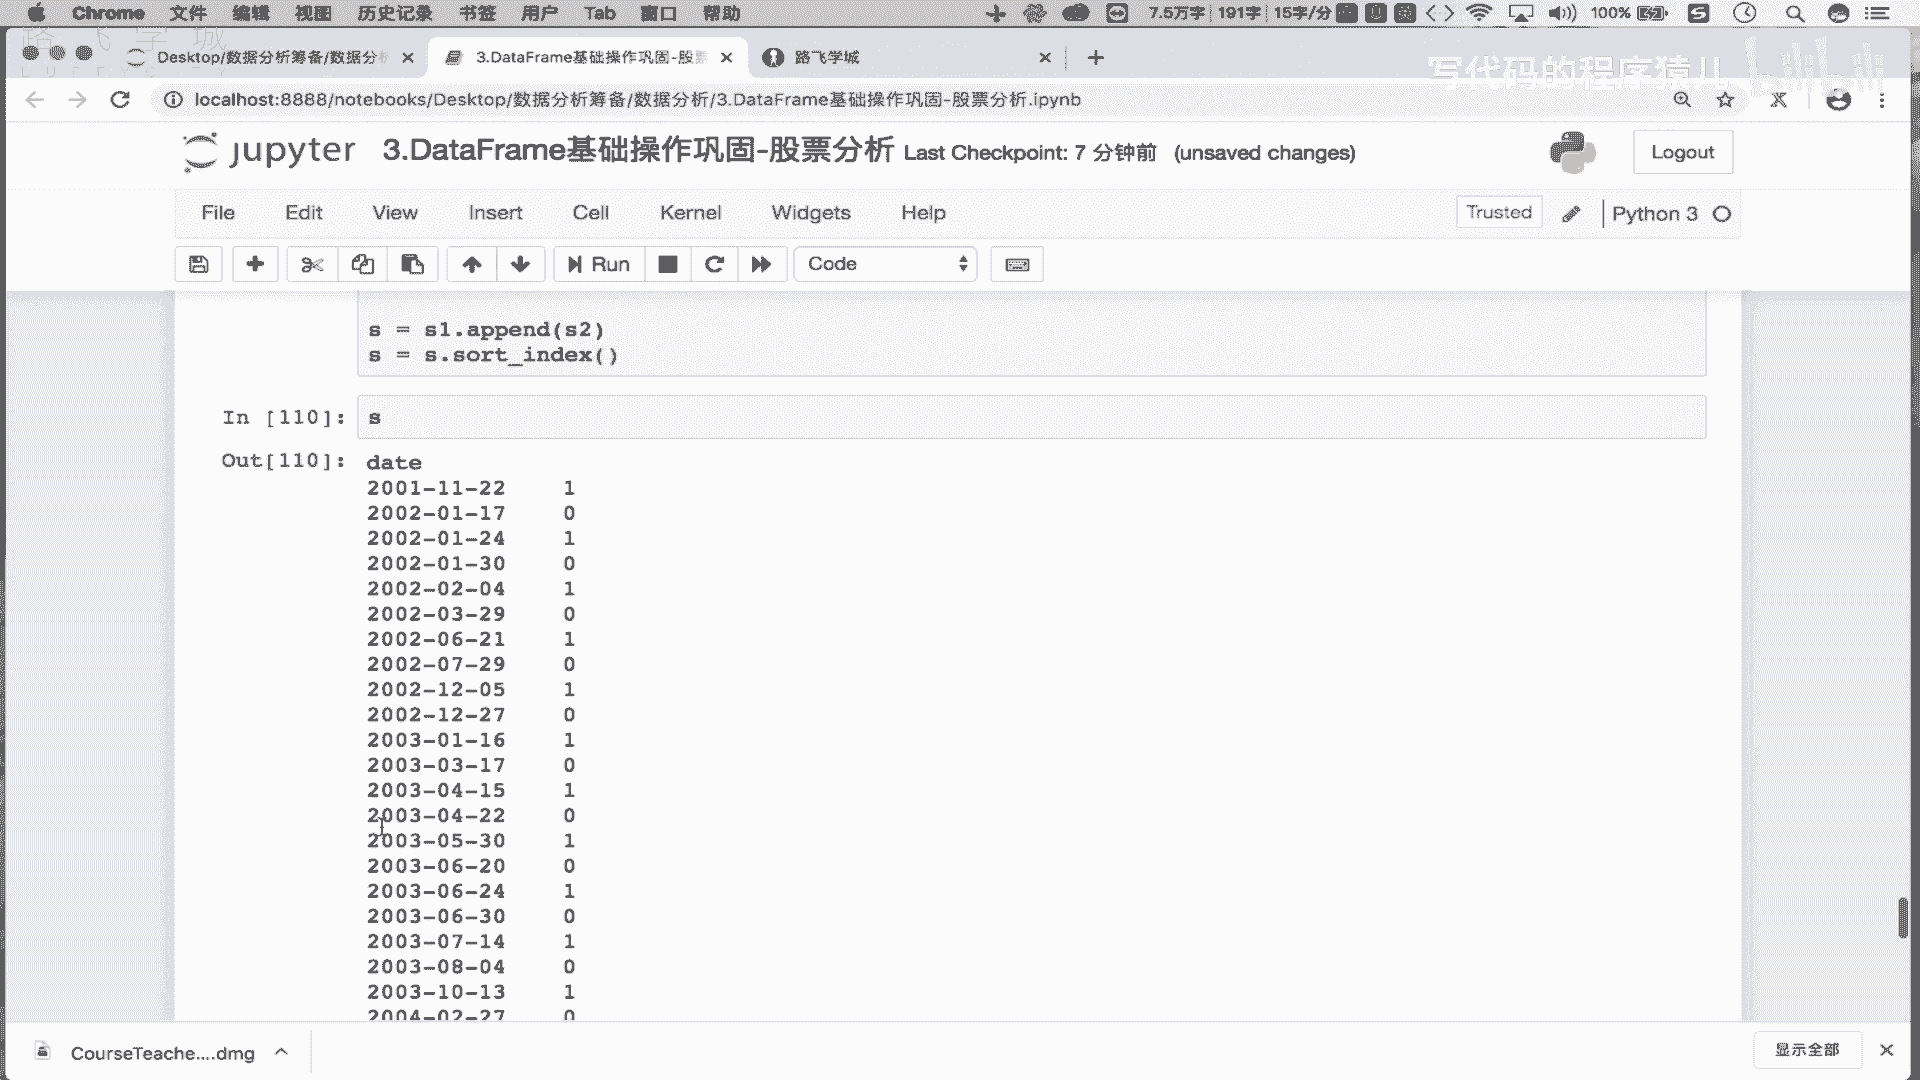 Chrome 文件 编辑 视图 历史记录 书签 用户 Tab 窗口 帮助 7.5万字 191字 15字/分 100%
路飞学城
Desktop/数据分析筹备/数据分析
3.DataFrame基础操作巩固-股票
路飞学城
写代码的程序猿儿 bilibili
localhost:8888/notebooks/Desktop/数据分析筹备/数据分析/3.DataFrame基础操作巩固-股票分析.ipynb
jupyter 3.DataFrame基础操作巩固-股票分析 Last Checkpoint: 7 分钟前 (unsaved changes) Logout
File Edit View Insert Cell Kernel Widgets Help Trusted Python 3
Run Code
s = s1.append(s2)
s = s.sort_index()
In [110]: s
Out[110]: date
2001-11-22 1
2002-01-17 0
2002-01-24 1
2002-01-30 0
2002-02-04 1
2002-03-29 0
2002-06-21 1
2002-07-29 0
2002-12-05 1
2002-12-27 0
2003-01-16 1
2003-03-17 0
2003-04-15 1
2003-04-22 0
2003-05-30 1
2003-06-20 0
2003-06-24 1
2003-06-30 0
2003-07-14 1
2003-08-04 0
2003-10-13 1
2004-02-27 0
CourseTeache....dmg 显示全部